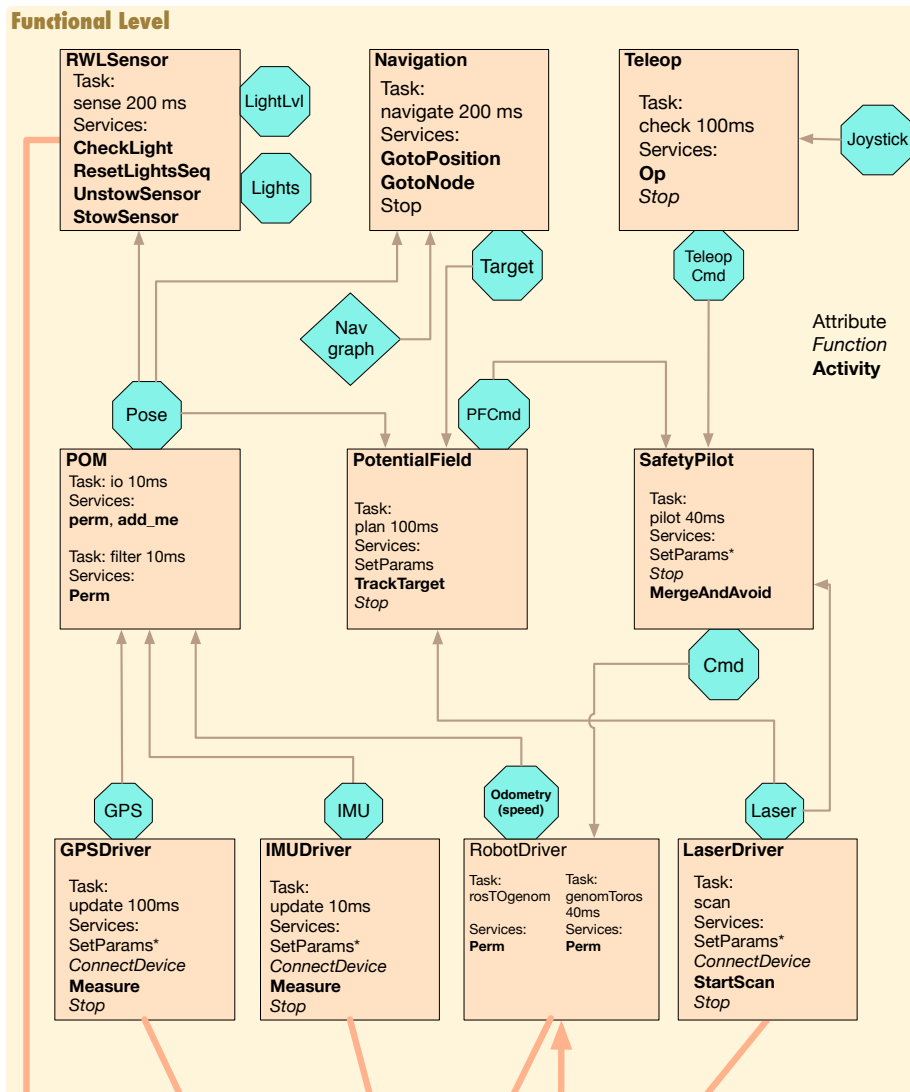 Functional Level
RWLSensor
Task:
sense 200 ms
Services:
CheckLight
ResetLightsSeq
UnstowSensor
StowSensor
LightLvl
Lights
Navigation
Task:
navigate 200 ms
Services:
GotoPosition
GotoNode
Stop
Teleop
Task:
check 100ms
Services:
Op
Stop
Joystick
Target
Teleop
Cmd
Nav
graph
Attribute
Function
Activity
Pose
PFCmd
POM
Task: io 10ms
Services:
perm, add_me
Task: filter 10ms
Services:
Perm
PotentialField
Task:
plan 100ms
Services:
SetParams
TrackTarget
Stop
SafetyPilot
Task:
pilot 40ms
Services:
SetParams*
Stop
MergeAndAvoid
Cmd
GPS
IMU
Odometry
(speed)
Laser
GPSDriver
Task:
update 100ms
Services:
SetParams*
ConnectDevice
Measure
Stop
IMUDriver
Task:
update 10ms
Services:
SetParams*
ConnectDevice
Measure
Stop
RobotDriver
Task:
rosTOgenom
Services:
Perm
Task:
genomToros
40ms
Services:
Perm
LaserDriver
Task:
scan
Services:
SetParams*
ConnectDevice
StartScan
Stop